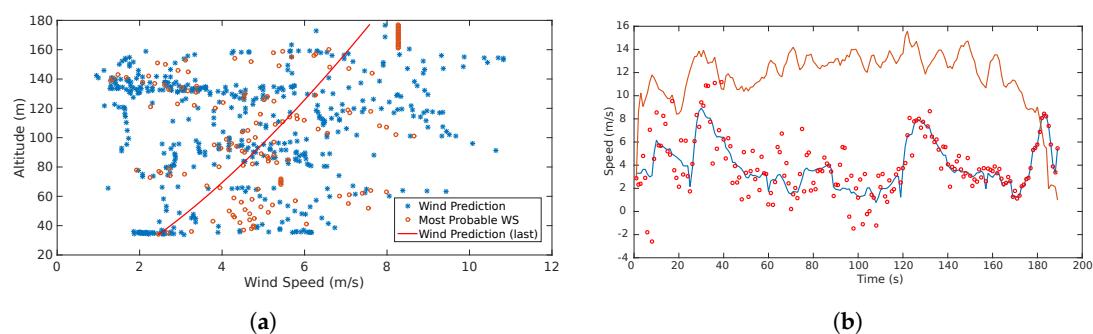 180
160
140
120
100
80
60
40
20
Altitude (m)
Wind Prediction
Most Probable WS
Wind Prediction (last)
0 2 4 6 8 10 12
Wind Speed (m/s)
(a)
16
14
12
10
8
6
4
2
0
-2
-4
Speed (m/s)
0 20 40 60 80 100 120 140 160 180 200
Time (s)
(b)